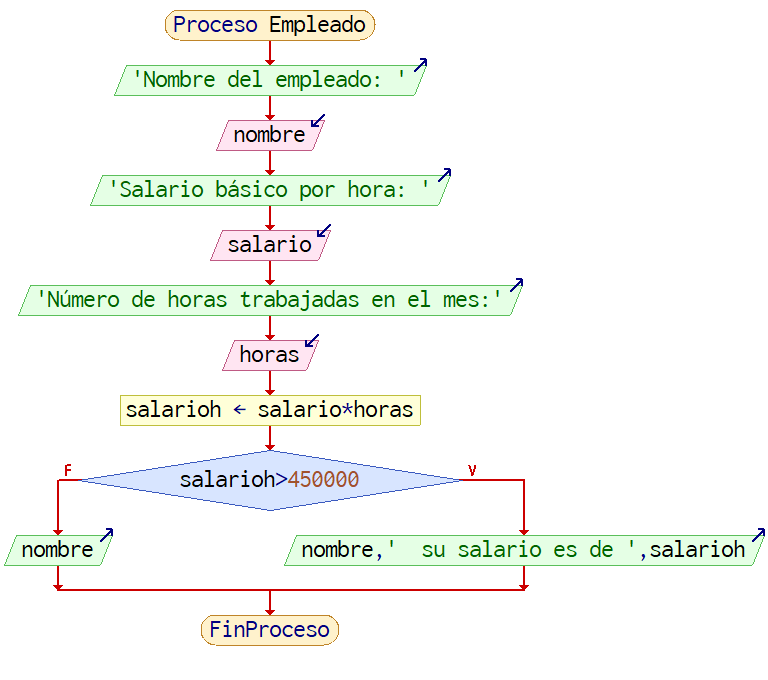 Proceso Empleado
'Nombre del empleado: '
nombre
'Salario básico por hora: '
salario
'Número de horas trabajadas en el mes:'
horas
salarioh ← salario*horas
F
V
salarioh>450000
nombre
nombre,'  su salario es de ',salarioh
FinProceso